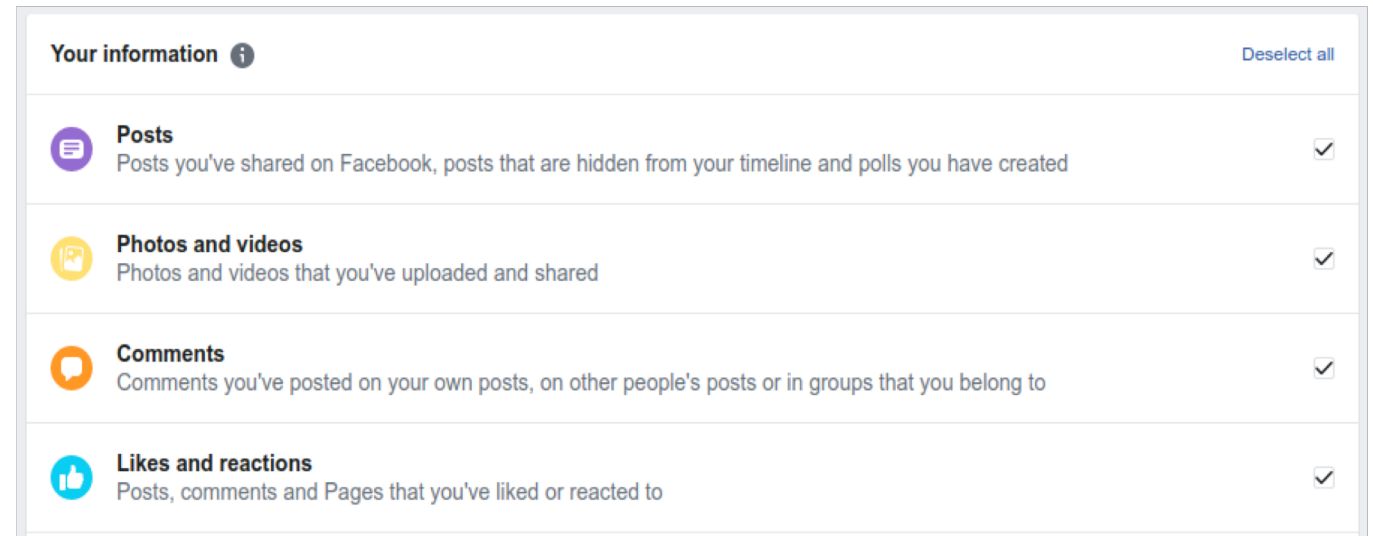 Your information
Deselect all
Posts
Posts you've shared on Facebook, posts that are hidden from your timeline and polls you have created
Photos and videos
Photos and videos that you've uploaded and shared
Comments
Comments you've posted on your own posts, on other people's posts or in groups that you belong to
Likes and reactions
Posts, comments and Pages that you've liked or reacted to